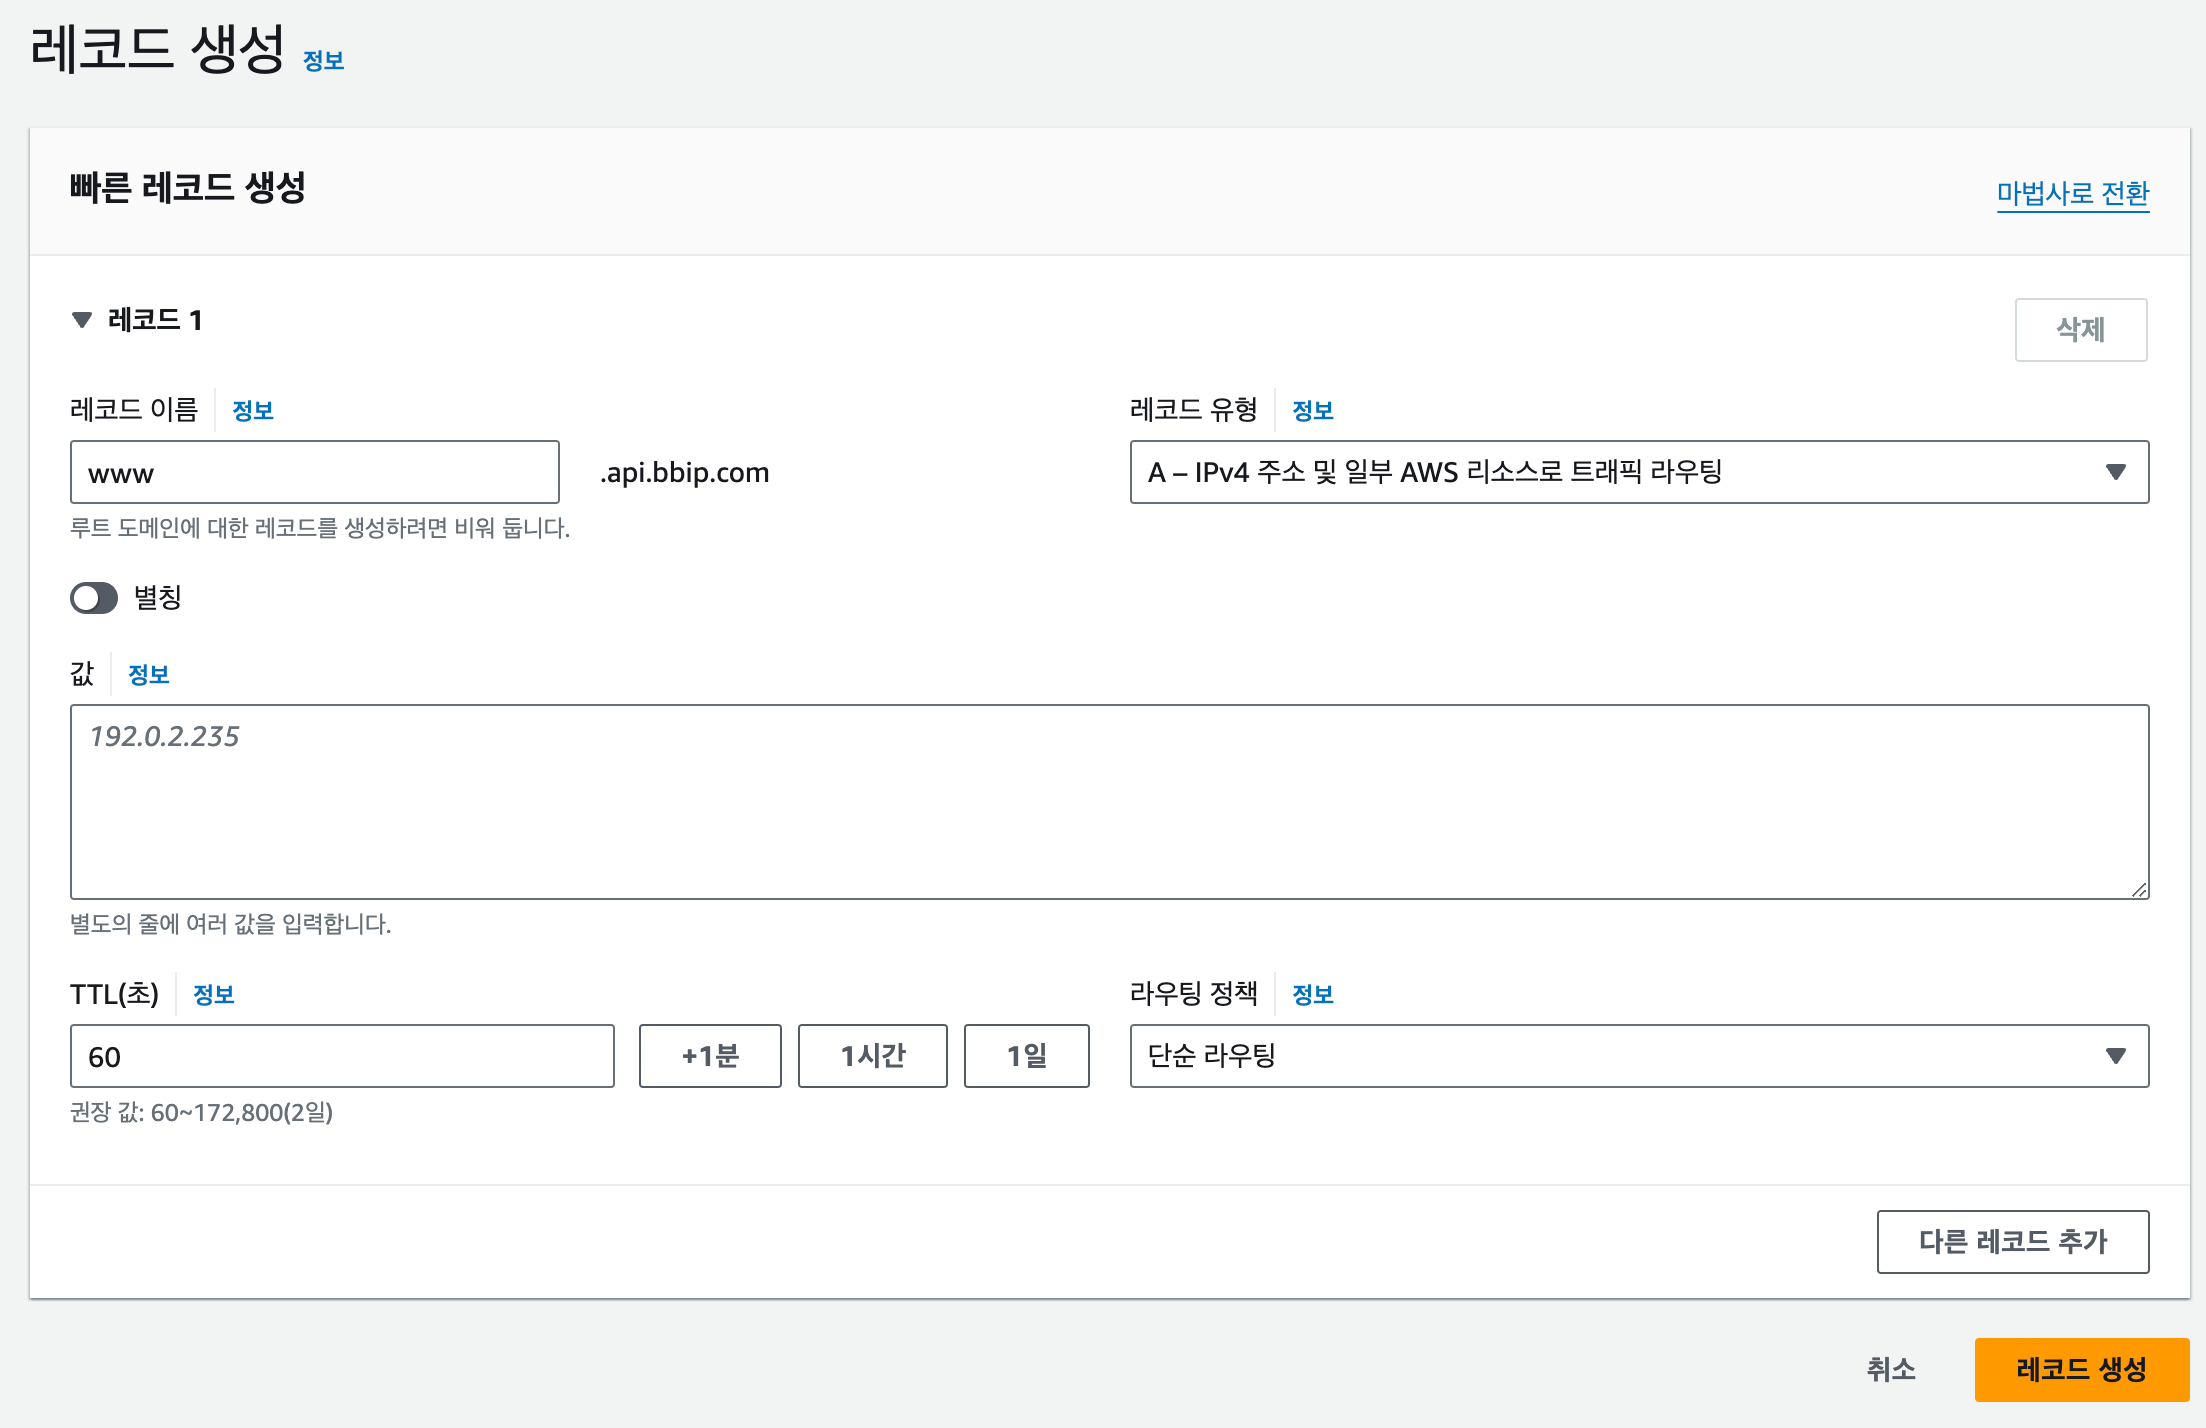 레코드 생성 정보
빠른 레코드 생성
마법사로 전환
레코드 1
삭제
레코드 이름 정보
www .api.bbip.com
루트 도메인에 대한 레코드를 생성하려면 비워 둡니다.
레코드 유형 정보
A – IPv4 주소 및 일부 AWS 리소스로 트래픽 라우팅
별칭
값 정보
192.0.2.235
별도의 줄에 여러 값을 입력합니다.
TTL(초) 정보
60 +1분 1시간 1일
권장 값: 60~172,800(2일)
라우팅 정책 정보
단순 라우팅
다른 레코드 추가
취소 레코드 생성